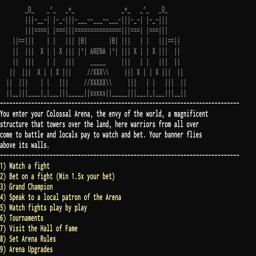 ARENA
You enter your Colossal Arena, the envy of the world, a magnificent
structure that towers over the land, here warriors from all over
come to battle and locals pay to watch and bet. Your banner flies
above its walls.
1) Watch a fight
2) Bet on a fight (Win 1.5x your bet)
3) Grand Champion
4) Speak to a local patron of the Arena
5) Watch fights play by play
6) Tournaments
7) Visit the Hall of Fame
8) Set Arena Rules
9) Arena Upgrades